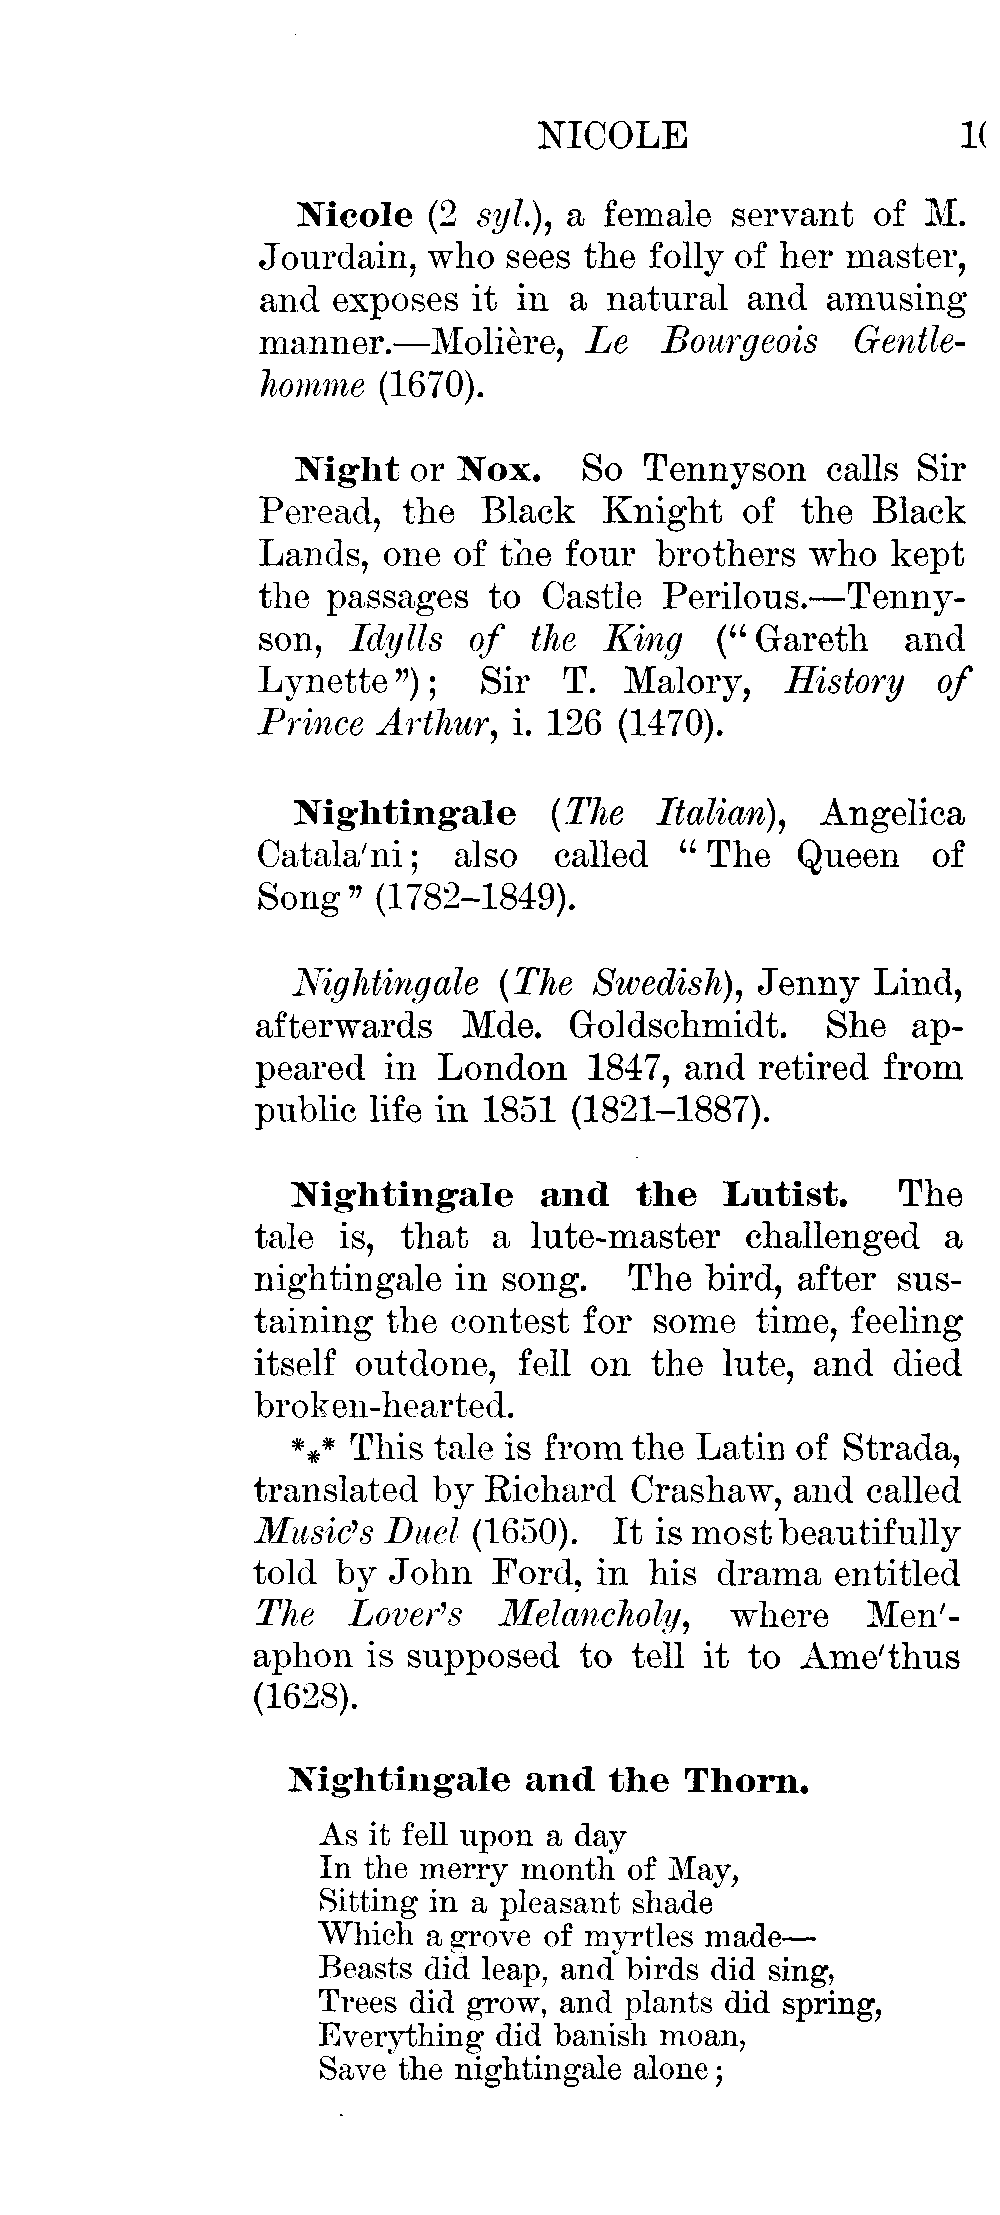 NICOLE 10
Nicole (2 syl.), a female servant of M.
Jourdain, who sees the folly of her master,
and exposes it in a natural and amusing
manner.—Molière, Le Bourgeois Gentle-
homme (1670).
Night or Nox. So Tennyson calls Sir
Peread, the Black Knight of the Black
Lands, one of the four brothers who kept
the passages to Castle Perilous.—Tenny-
son, Idylls of the King (“Gareth and
Lynette”); Sir T. Malory, History of
Prince Arthur, i. 126 (1470).
Nightingale (The Italian), Angelica
Catala'ni; also called “The Queen of
Song” (1782–1849).
Nightingale (The Swedish), Jenny Lind,
afterwards Mde. Goldschmidt. She ap-
peared in London 1847, and retired from
public life in 1851 (1821–1887).
Nightingale and the Lutist. The
tale is, that a lute-master challenged a
nightingale in song. The bird, after sus-
taining the contest for some time, feeling
itself outdone, fell on the lute, and died
broken-hearted.
*** This tale is from the Latin of Strada,
translated by Richard Crashaw, and called
Music's Duel (1650). It is most beautifully
told by John Ford, in his drama entitled
The Lover's Melancholy, where Men'-
aphon is supposed to tell it to Ame'thus
(1628).
Nightingale and the Thorn.
As it fell upon a day
In the merry month of May,
Sitting in a pleasant shade
Which a grove of myrtles made—
Beasts did leap, and birds did sing,
Trees did grow, and plants did spring,
Everything did banish moan,
Save the nightingale alone;